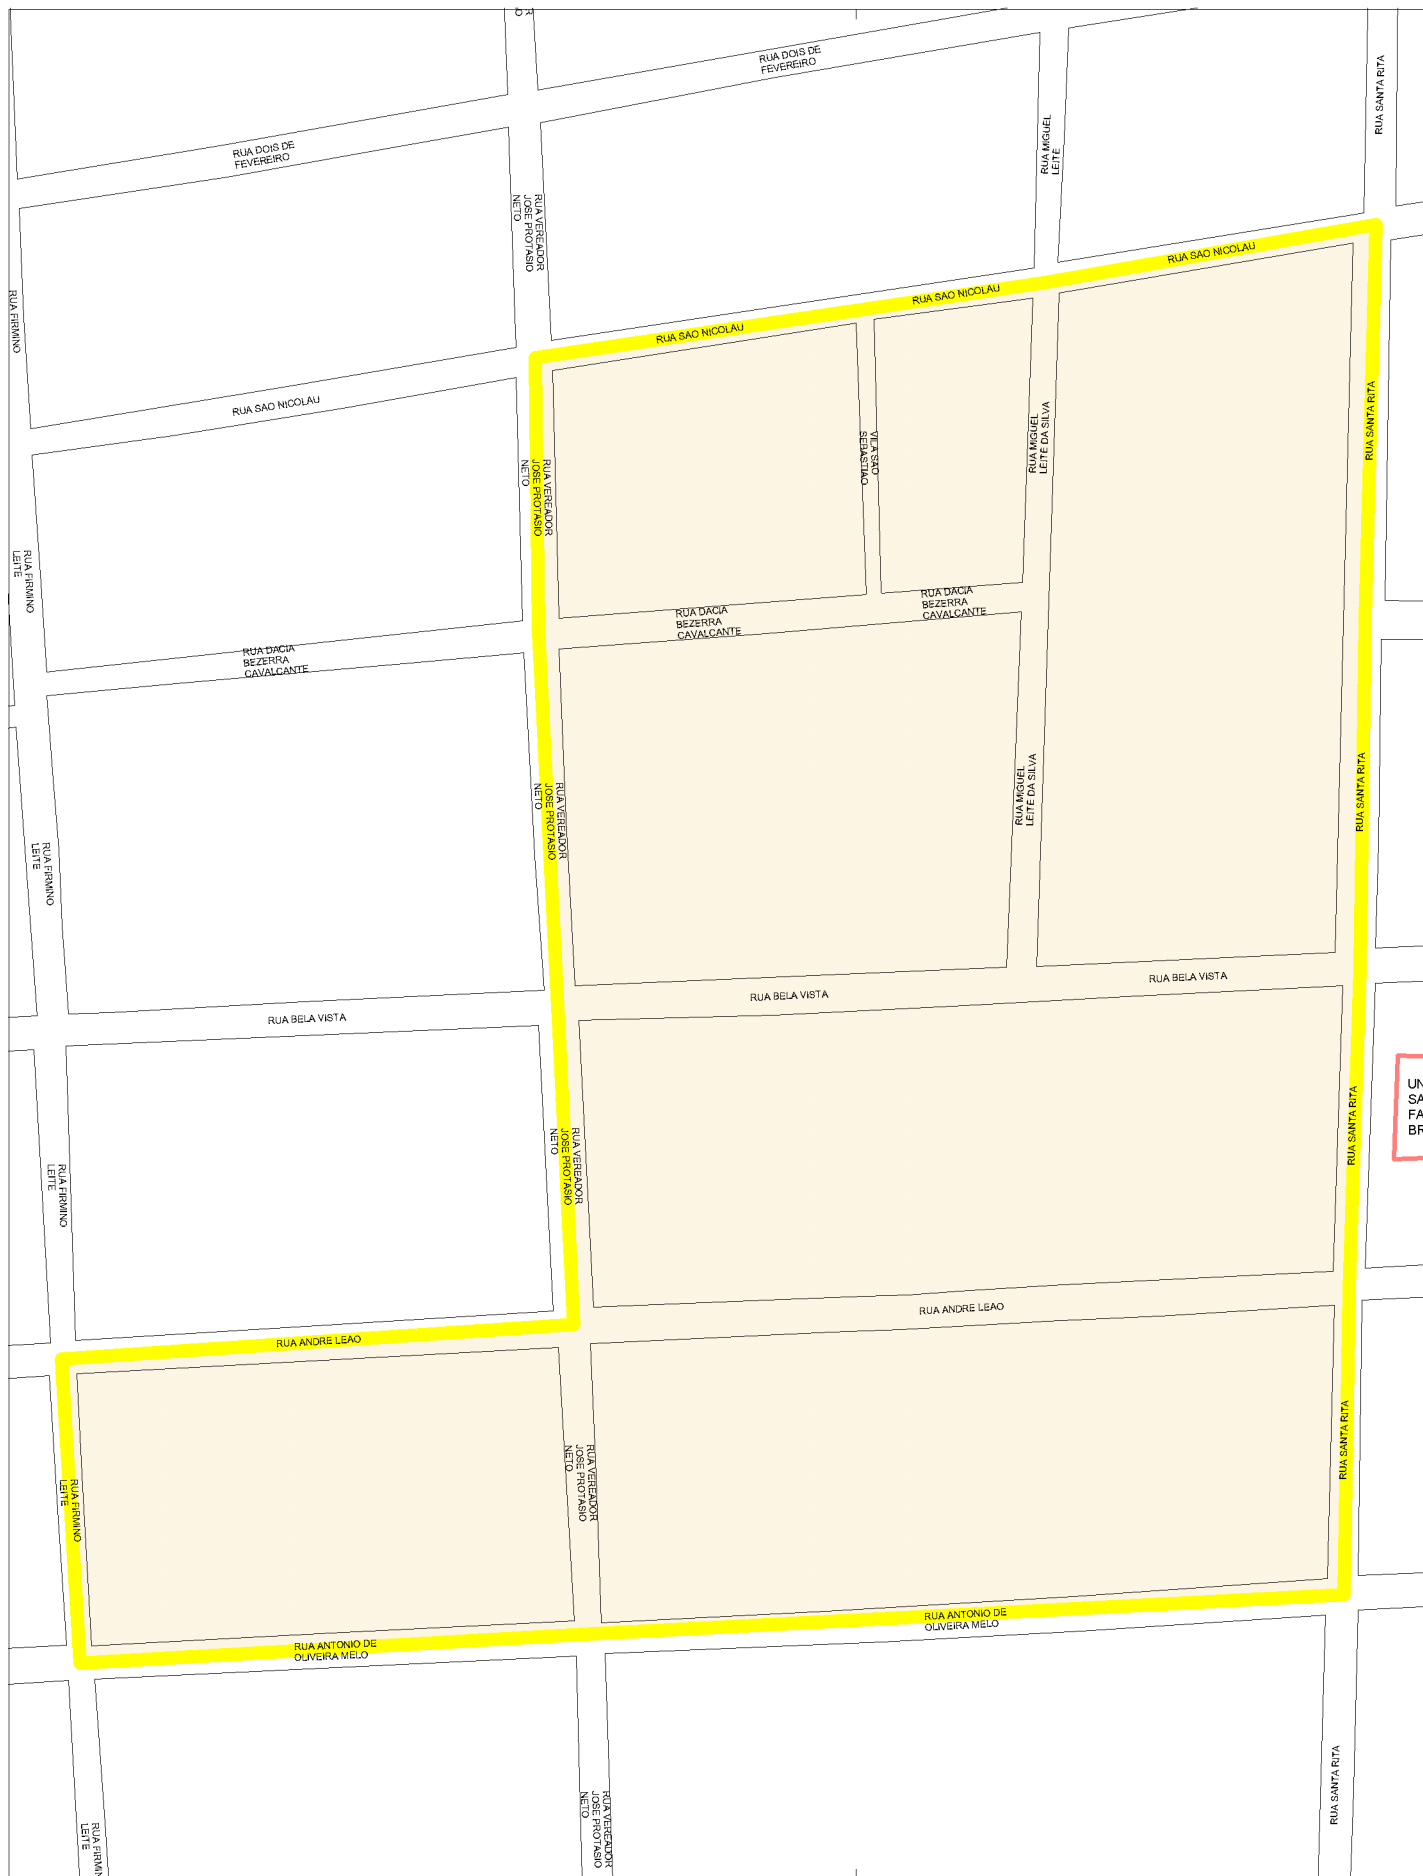 RUA DOIS DE
FEVEREIRO
RUA DOIS DE
FEVEREIRO
RUA MIGUEL
LEITE
RUA SANTA RITA
RUA VEREADOR
JOSE PROTASIO
NETO
RUA SAO NICOLAU
RUA SAO NICOLAU
RUA SAO NICOLAU
RUA SAO NICOLAU
RUA FIRMINO
RUA VEREADOR
JOSE PROTASIO
NETO
VILA SAO
SEBASTIAO
RUA MIGUEL
LEITE DA SILVA
RUA SANTA RITA
RUA FIRMINO
LEITE
RUA DACIA
BEZERRA
CAVALCANTE
RUA DACIA
BEZERRA
CAVALCANTE
RUA DACIA
BEZERRA
CAVALCANTE
RUA FIRMINO
LEITE
RUA VEREADOR
JOSE PROTASIO
NETO
RUA MIGUEL
LEITE DA SILVA
RUA SANTA RITA
RUA BELA VISTA
RUA BELA VISTA
RUA BELA VISTA
UN
SA
FA
BR
RUA FIRMINO
LEITE
RUA VEREADOR
JOSE PROTASIO
NETO
RUA SANTA RITA
RUA ANDRE LEAO
RUA ANDRE LEAO
RUA FIRMINO
LEITE
RUA VEREADOR
JOSE PROTASIO
NETO
RUA SANTA RITA
RUA ANTONIO DE
OLIVEIRA MELO
RUA ANTONIO DE
OLIVEIRA MELO
RUA FIRMIN
LEITE
RUA VEREADOR
JOSE PROTASIO
NETO
RUA SANTA RITA